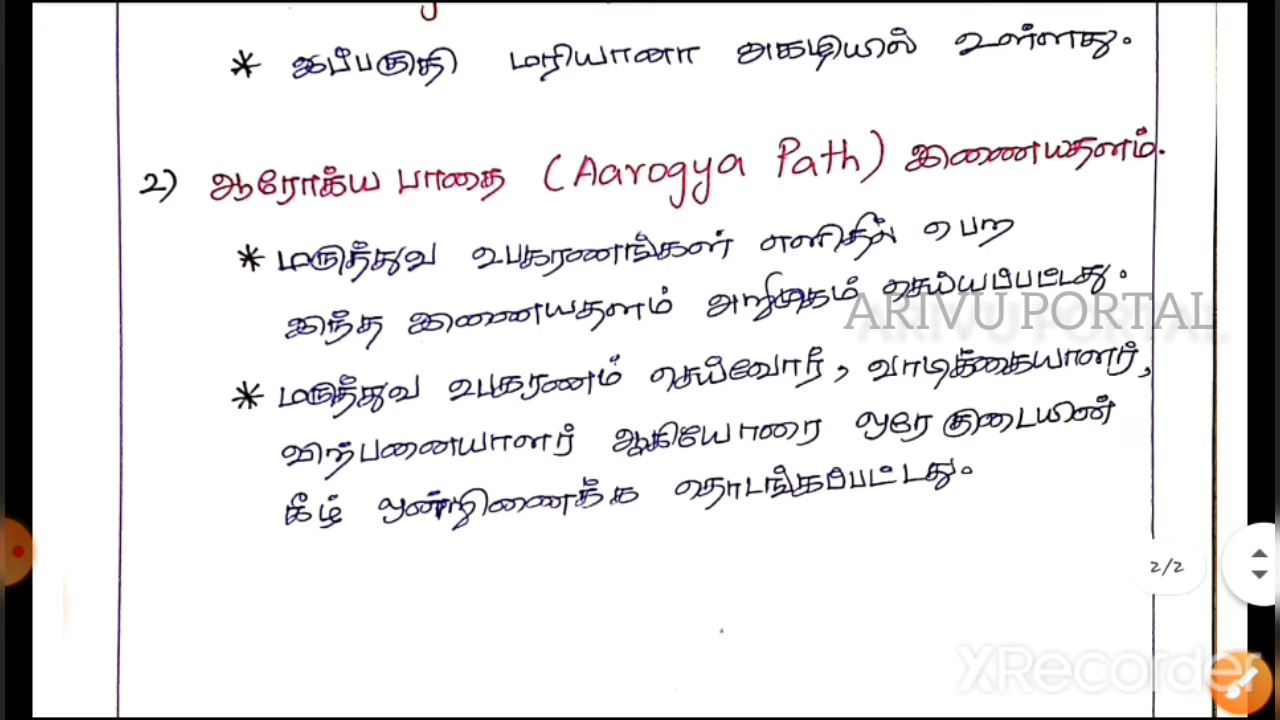 * இப்பகுதி மரியானா அகழியில் உள்ளது.
2) ஆரோக்ய பாதை (Aarogya Path) இணையதளம்.
* மருத்துவ உபகரணங்கள் எளிதில் பெற
இந்த இணையதளம் அறிமுகம் செய்யப்பட்டது.
ARIVU PORTAL
* மருத்துவ உபகரணம் செய்வோர், வாடிக்கையாளர்,
விற்பனையாளர் ஆகியோரை ஒரே குடையின்
கீழ் ஒன்றிணைக்க தொடங்கப்பட்டது.
2/2
XRecorder